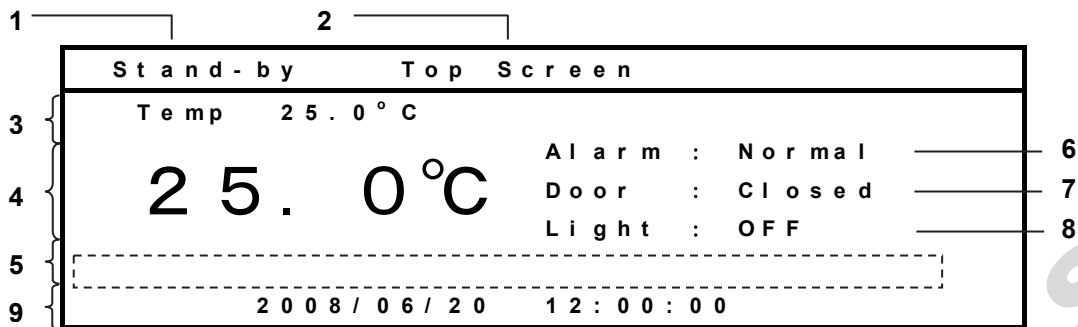 1 2
Stand-by Top Screen
3 Temp 25.0°C
Alarm : Normal 6
4 25.0℃ Door : Closed 7
Light : OFF 8
5
9 2008/06/20 12:00:00